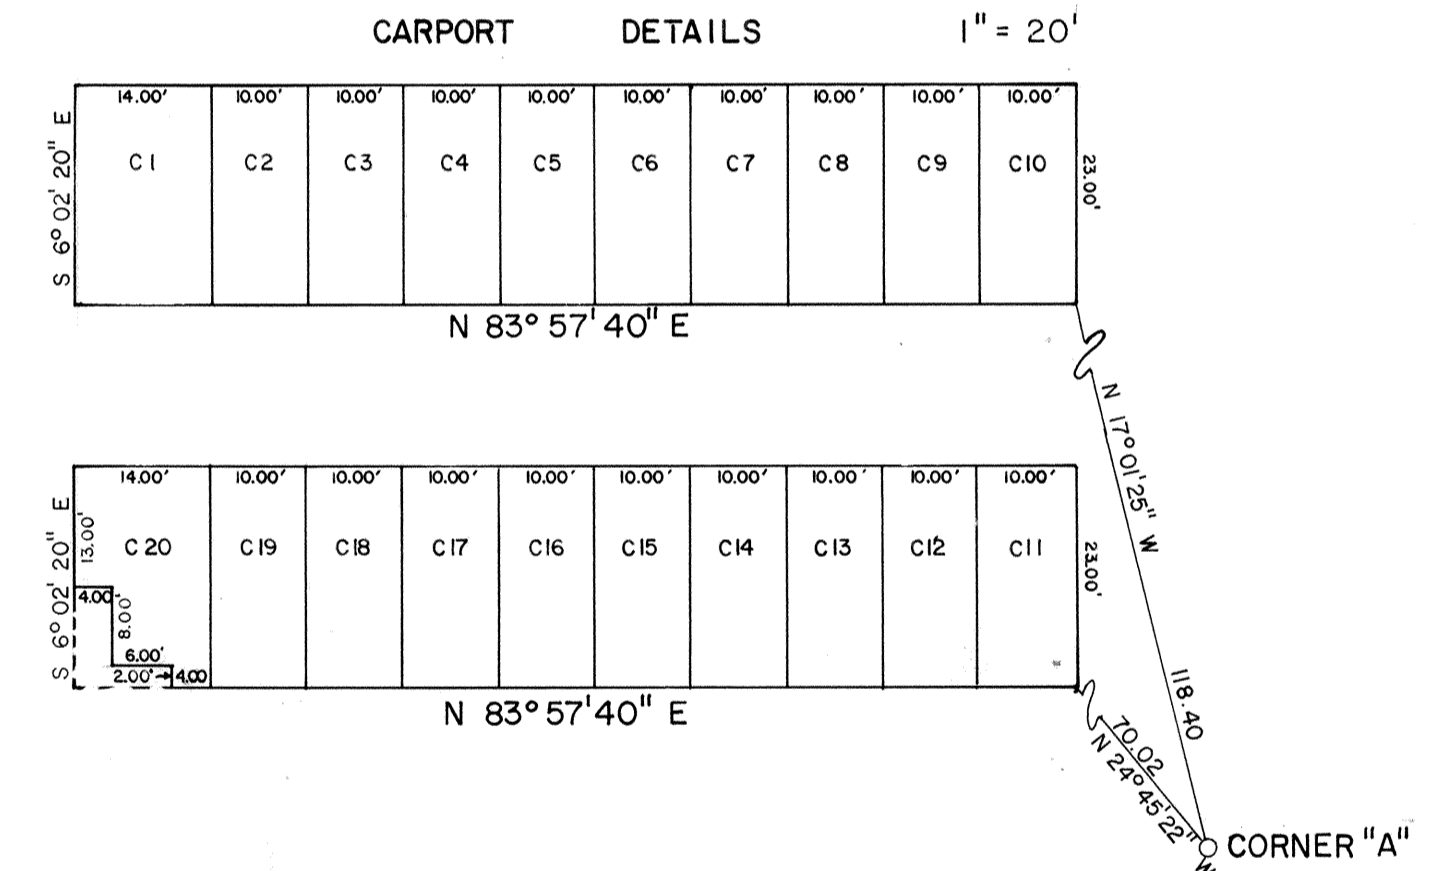 CARPORT DETAILS 1" = 20'
14.00' 10.00' 10.00' 10.00' 10.00' 10.00' 10.00' 10.00' 10.00' 10.00'
C1 C2 C3 C4 C5 C6 C7 C8 C9 C10
S 6° 02' 20" E
23.00'
N 83° 57' 40" E
N 17° 01' 25" W
118.40
14.00' 10.00' 10.00' 10.00' 10.00' 10.00' 10.00' 10.00' 10.00' 10.00'
C20 C19 C18 C17 C16 C15 C14 C13 C12 C11
S 6° 02' 20" E
13.00'
23.00'
4.00'
8.00'
6.00'
2.00' 4.00
N 83° 57' 40" E
70.02
N 24° 45' 22" W
CORNER "A"